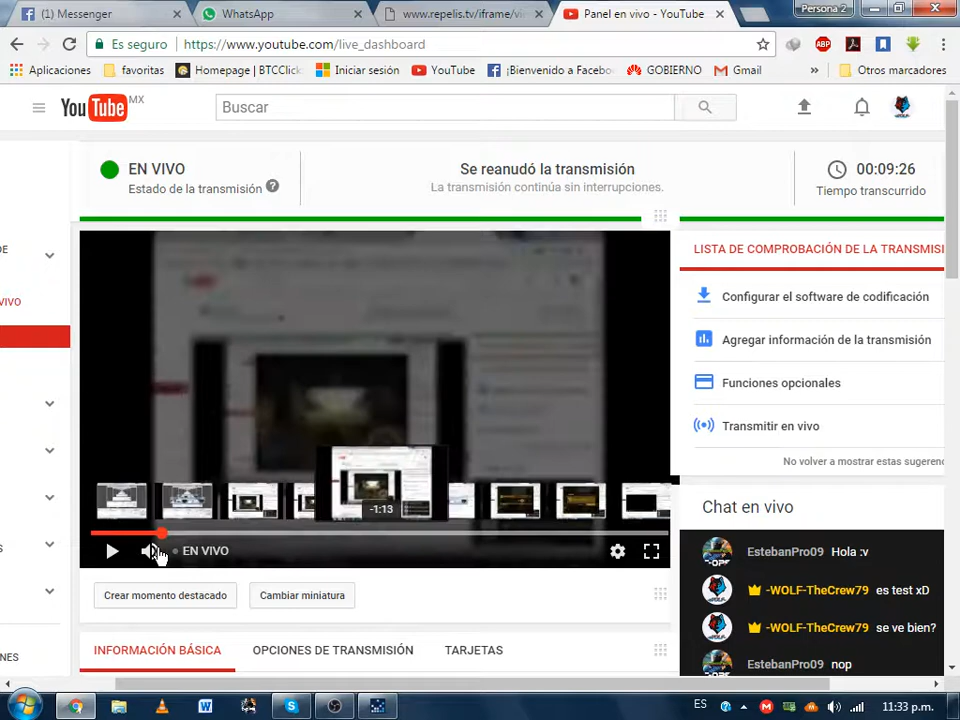 (1) Messenger
WhatsApp
www.repelis.tv/iframe/vi
Panel en vivo - YouTube
Persona 2
Es seguro
https://www.youtube.com/live_dashboard
ABP
Aplicaciones
favoritas
Homepage | BTCClick
Iniciar sesión
YouTube
¡Bienvenido a Facebo
GOBIERNO
Gmail
»
Otros marcadores
YouTube MX
Buscar
EN VIVO
Estado de la transmisión ?
Se reanudó la transmisión
La transmisión continúa sin interrupciones.
00:09:26
Tiempo transcurrido
DE
VIVO
S
NES
-1:13
EN VIVO
Crear momento destacado
Cambiar miniatura
INFORMACIÓN BÁSICA
OPCIONES DE TRANSMISIÓN
TARJETAS
LISTA DE COMPROBACIÓN DE LA TRANSMISI
Configurar el software de codificación
Agregar información de la transmisión
Funciones opcionales
Transmitir en vivo
No volver a mostrar estas sugerenc
Chat en vivo
EstebanPro09 Hola :v
-WOLF-TheCrew79 es test xD
-WOLF-TheCrew79 se ve bien?
EstebanPro09 nop
ES
11:33 p.m.